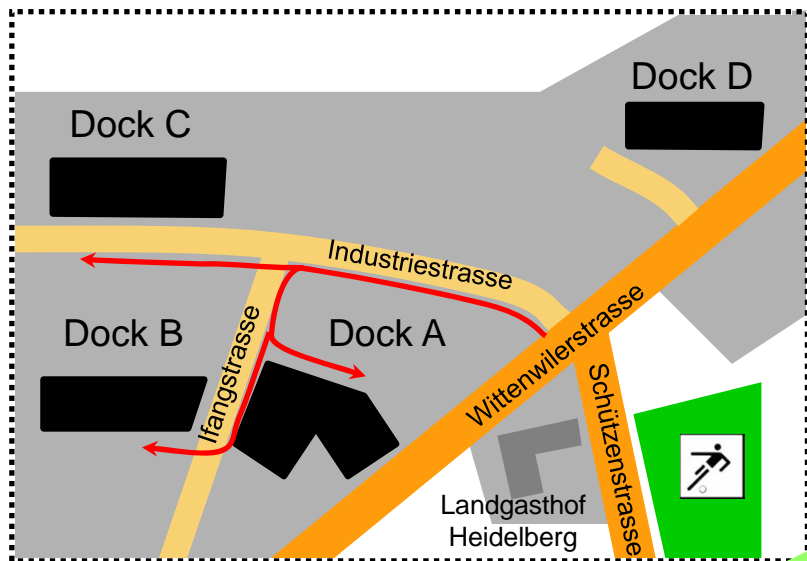 Dock D
Dock C
Industriestrasse
Dock B
Dock A
Ifangstrasse
Wittenwilerstrasse
Schützenstrasse
Landgasthof
Heidelberg